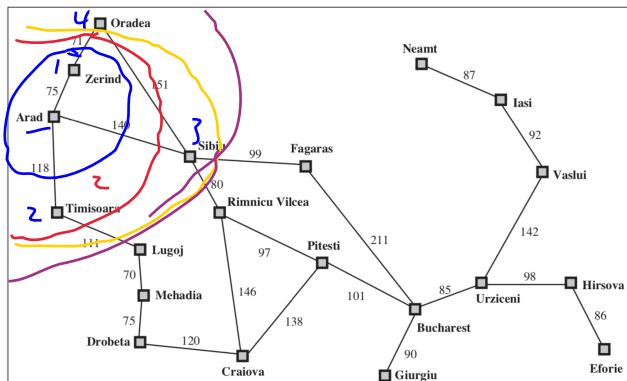 4 Oradea
71
Neamt
1
Zerind
87
75
151
Iasi
Arad
140
92
3
Sibiu
99
Fagaras
118
Vaslui
2
80
2
Timisoara
Rimnicu Vilcea
111
211
142
Lugoj
97
Pitesti
70
98
Hirsova
146
85
Urziceni
Mehadia
101
138
86
75
Bucharest
120
Drobeta
90
Eforie
Craiova
Giurgiu